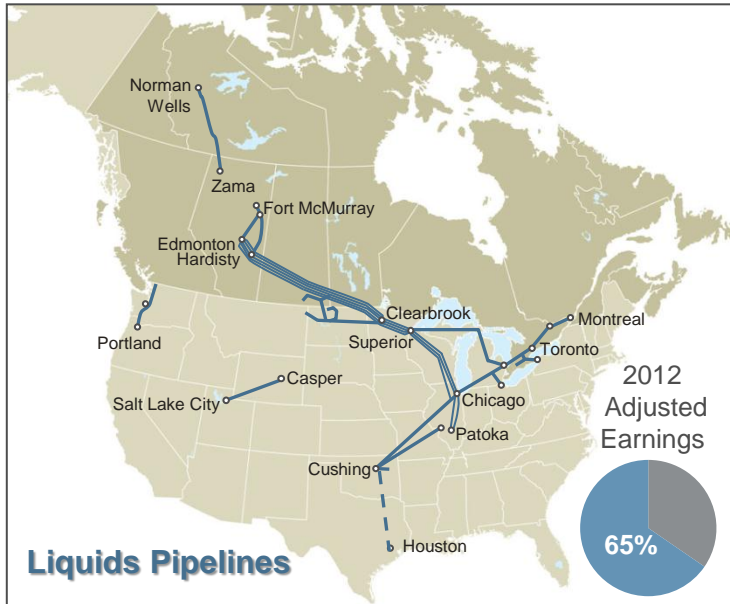 Norman
Wells
Zama
Fort McMurray
Edmonton
Hardisty
Clearbrook
Superior
Montreal
Toronto
Portland
Casper
Salt Lake City
Chicago
Patoka
Cushing
Houston
2012
Adjusted
Earnings
65%
Liquids Pipelines